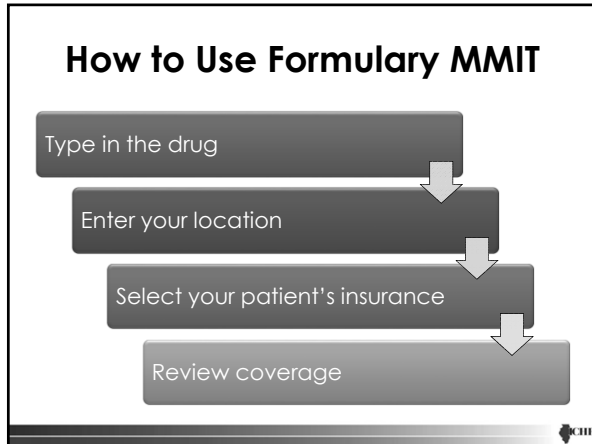 How to Use Formulary MMIT
Type in the drug
Enter your location
Select your patient's insurance
Review coverage